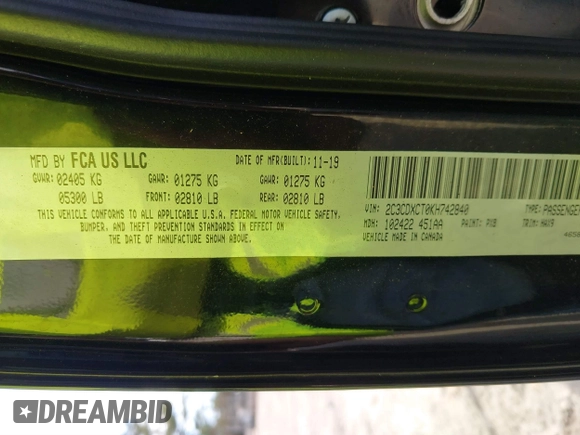 MFD BY FCA US LLC
DATE OF MFR(BUILT): 11-19
GVWR: 02405 KG
GAWR: 01275 KG
GAWR: 01275 KG
05300 LB
FRONT: 02810 LB
REAR: 02810 LB
THIS VEHICLE CONFORMS TO ALL APPLICABLE U.S.A. FEDERAL MOTOR VEHICLE SAFETY,
BUMPER, AND THEFT PREVENTION STANDARDS IN EFFECT ON THE
DATE OF MANUFACTURE SHOWN ABOVE.
VIN: 2C3CDXCT0KH742840
TYPE: PASSENGE
MDH: 102422 451AA
PAINT: PXB
TRIM: HAX9
VEHICLE MADE IN CANADA
DREAMBID